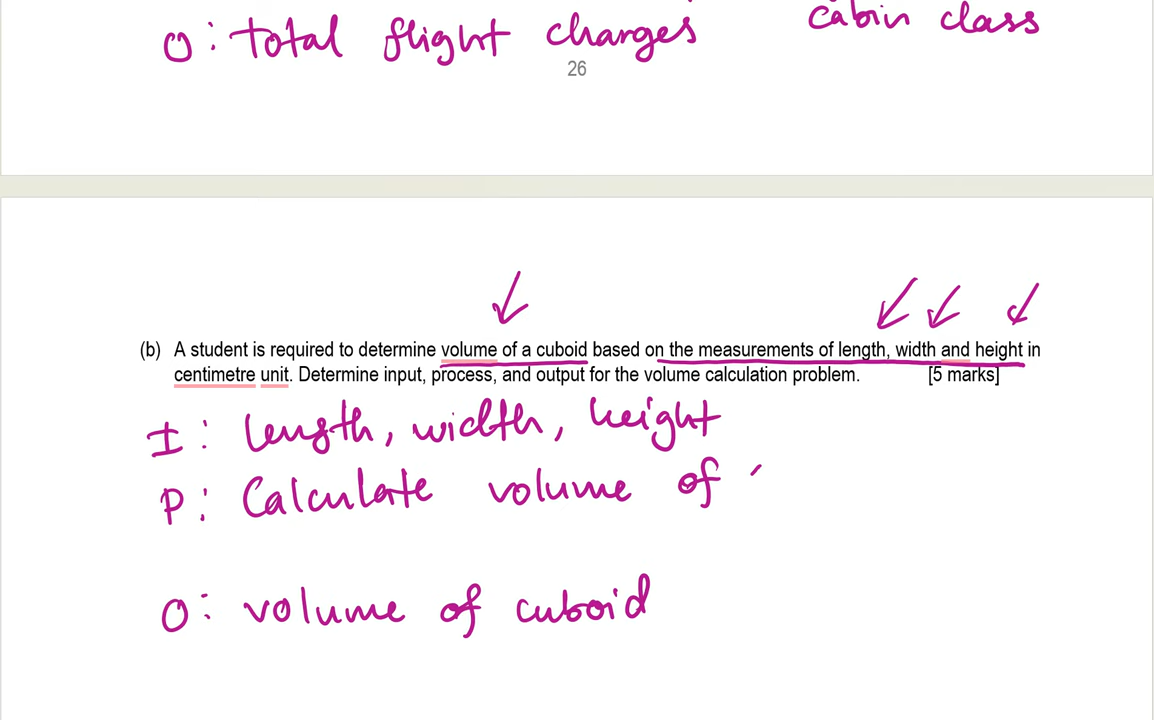 O: total flight charges cabin class
26
(b) A student is required to determine volume of a cuboid based on the measurements of length, width and height in
centimetre unit. Determine input, process, and output for the volume calculation problem. [5 marks]
I: length, width, height
P: Calculate volume of
O: volume of cuboid